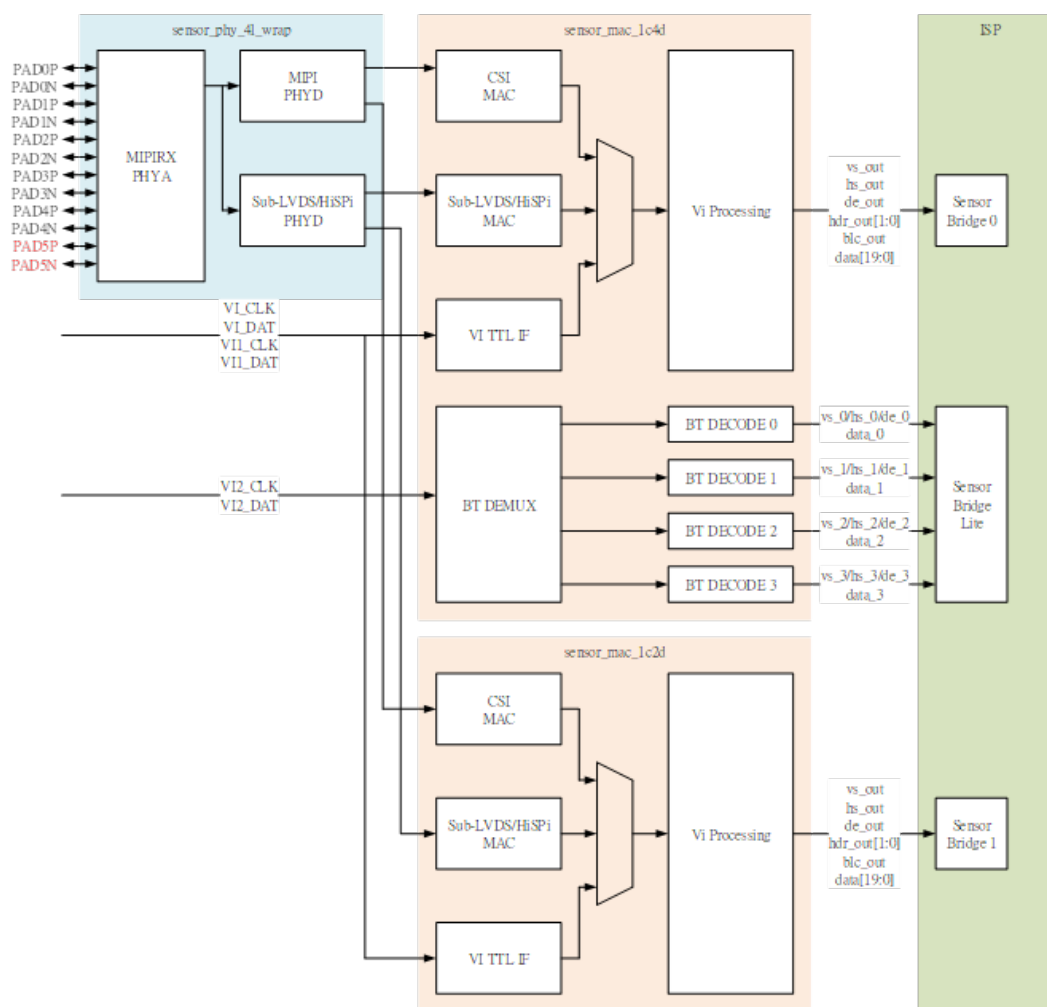 sensor_phy_4l_wrap
sensor_mac_1c4d
ISP
PAD0P
PAD0N
PAD1P
PAD1N
PAD2P
PAD2N
PAD3P
PAD3N
PAD4P
PAD4N
PAD5P
PAD5N
MIPIRX
PHYA
MIPI
PHYD
Sub-LVDS/HiSPi
PHYD
CSI
MAC
Sub-LVDS/HiSPi
MAC
VI TTL IF
Vi Processing
vs_out
hs_out
de_out
hdr_out[1:0]
blc_out
data[19:0]
Sensor
Bridge 0
VI_CLK
VI_DAT
VI1_CLK
VI1_DAT
VI2_CLK
VI2_DAT
BT DEMUX
BT DECODE 0
BT DECODE 1
BT DECODE 2
BT DECODE 3
vs_0/hs_0/de_0
data_0
vs_1/hs_1/de_1
data_1
vs_2/hs_2/de_2
data_2
vs_3/hs_3/de_3
data_3
Sensor
Bridge
Lite
sensor_mac_1c2d
CSI
MAC
Sub-LVDS/HiSPi
MAC
VI TTL IF
Vi Processing
vs_out
hs_out
de_out
hdr_out[1:0]
blc_out
data[19:0]
Sensor
Bridge 1